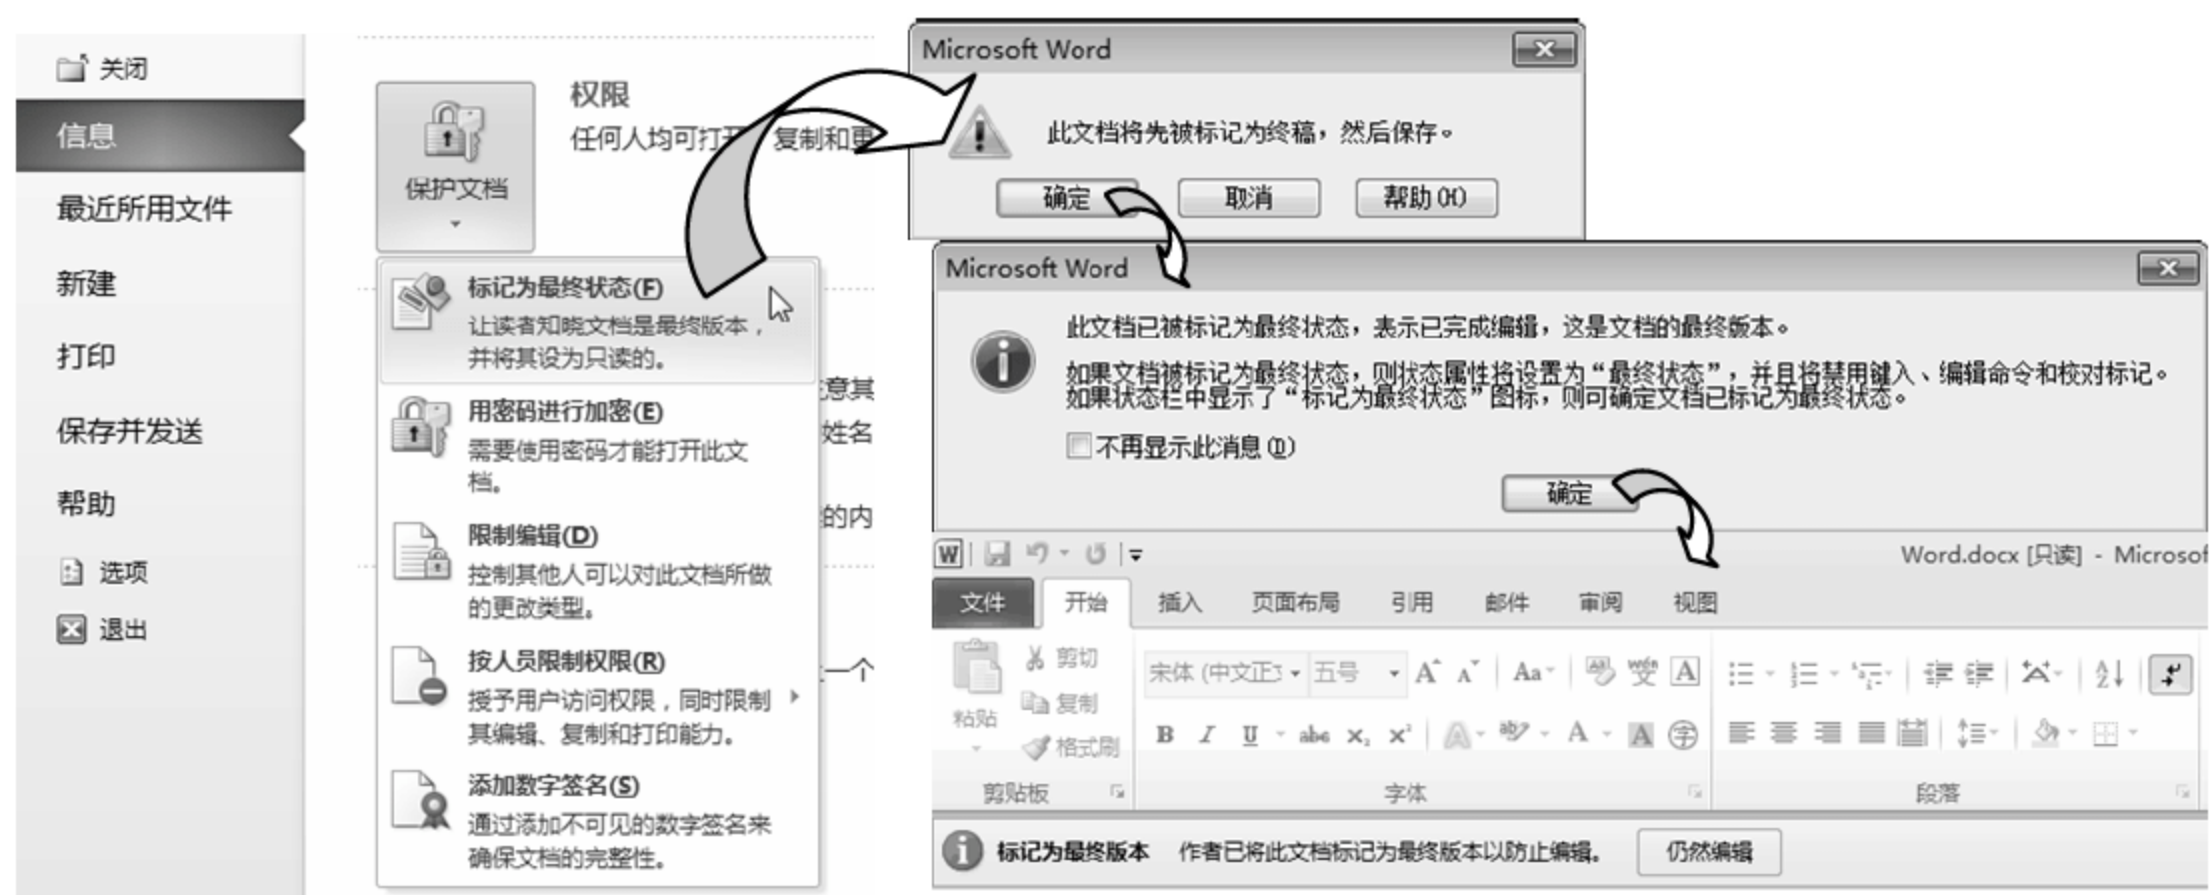 关闭
信息
最近所用文件
新建
打印
保存并发送
帮助
选项
退出
保护文档
权限
任何人均可打开 复制和更
标记为最终状态(F)
让读者知晓文档是最终版本，
并将其设为只读的。
用密码进行加密(E)
需要使用密码才能打开此文
档。
限制编辑(D)
控制其他人可以对此文档所做
的更改类型。
按人员限制权限(R)
授予用户访问权限，同时限制
其编辑、复制和打印能力。
添加数字签名(S)
通过添加不可见的数字签名来
确保文档的完整性。
意其
姓名
的内
一个
Microsoft Word
此文档将先被标记为终稿，然后保存。
确定
取消
帮助(H)
Microsoft Word
此文档已被标记为最终状态，表示已完成编辑，这是文档的最终版本。
如果文档被标记为最终状态，则状态属性将设置为“最终状态”，并且将禁用键入、编辑命令和校对标记。
如果状态栏中显示了“标记为最终状态”图标，则可确定文档已标记为最终状态。
不再显示此消息(D)
确定
Word.docx [只读] - Microsof
文件 开始 插入 页面布局 引用 邮件 审阅 视图
粘贴
剪切
复制
格式刷
剪贴板
宋体 (中文正 五号
字体
段落
标记为最终版本 作者已将此文档标记为最终版本以防止编辑。 仍然编辑